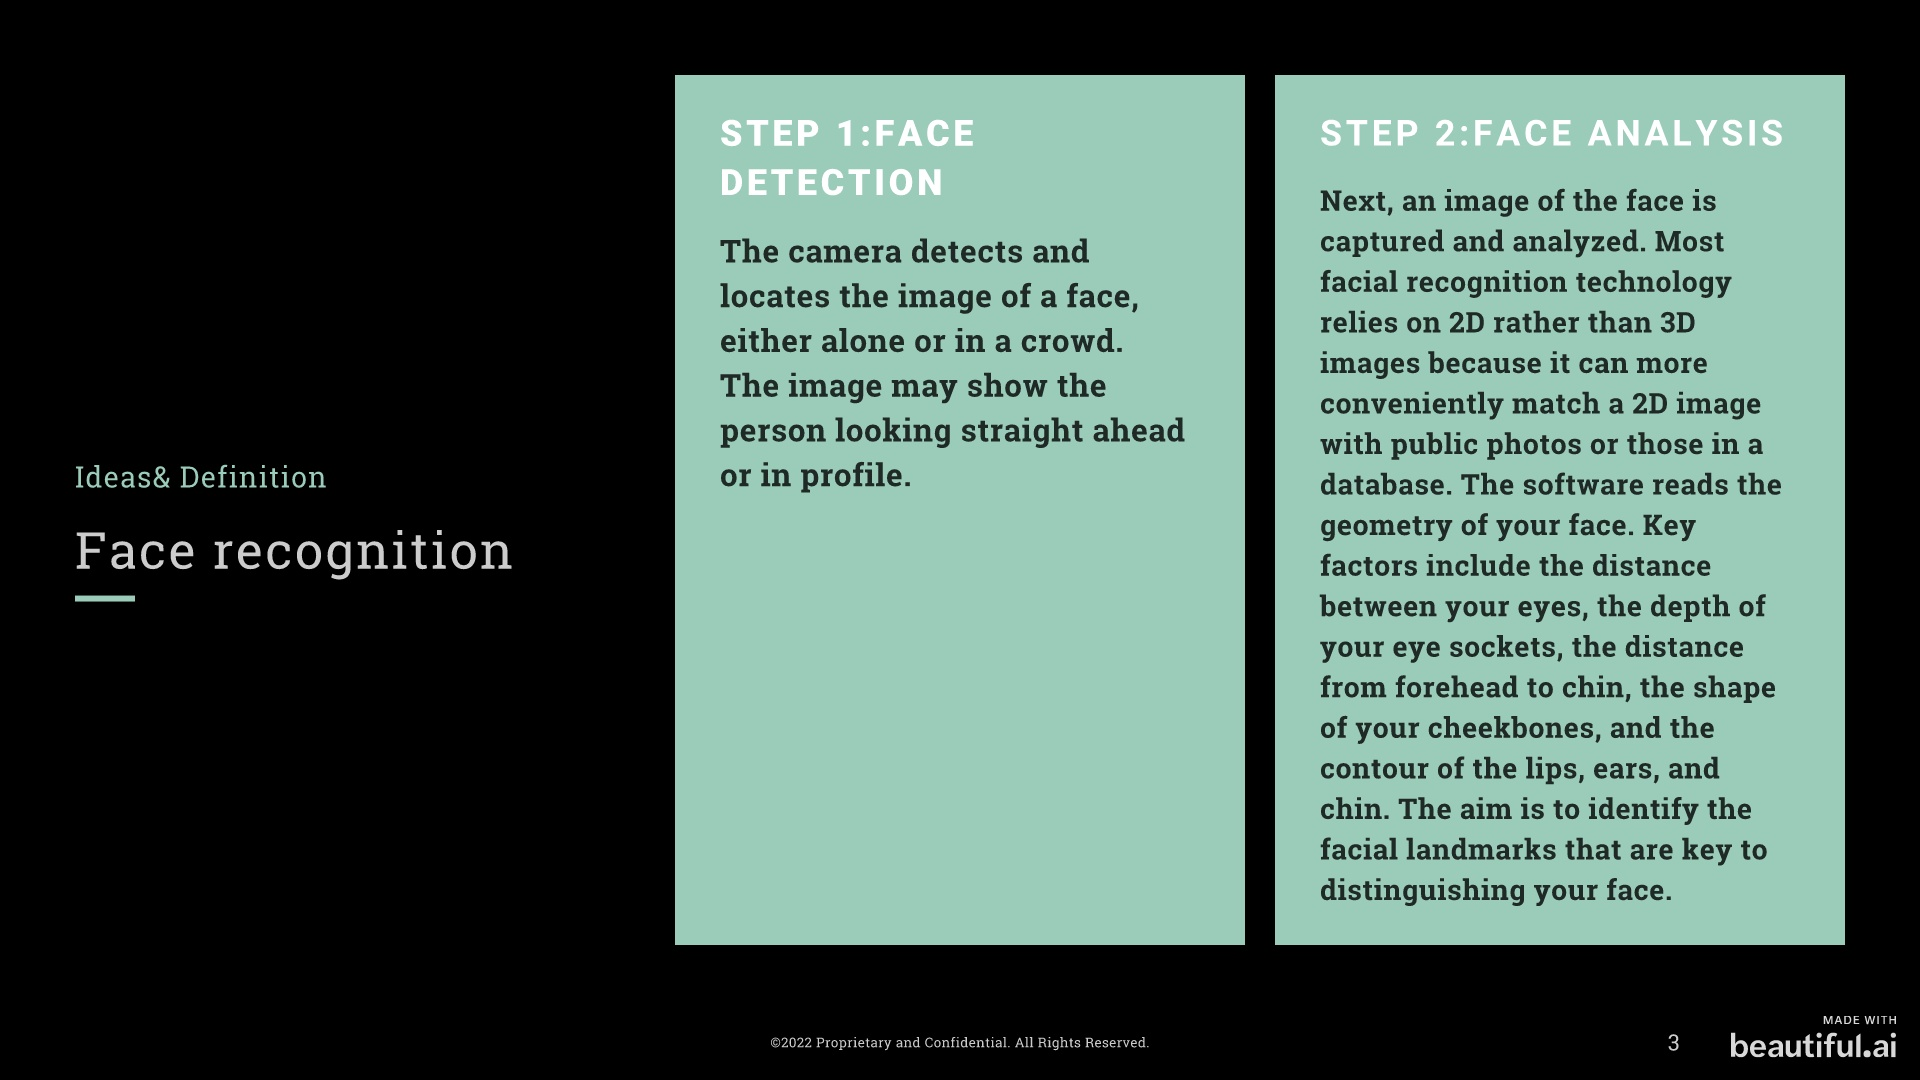 Ideas& Definition
Face recognition
STEP 1:FACE
DETECTION
The camera detects and
locates the image of a face,
either alone or in a crowd.
The image may show the
person looking straight ahead
or in profile.
STEP 2:FACE ANALYSIS
Next, an image of the face is
captured and analyzed. Most
facial recognition technology
relies on 2D rather than 3D
images because it can more
conveniently match a 2D image
with public photos or those in a
database. The software reads the
geometry of your face. Key
factors include the distance
between your eyes, the depth of
your eye sockets, the distance
from forehead to chin, the shape
of your cheekbones, and the
contour of the lips, ears, and
chin. The aim is to identify the
facial landmarks that are key to
distinguishing your face.
©2022 Proprietary and Confidential. All Rights Reserved.
3
MADE WITH
beautiful.ai